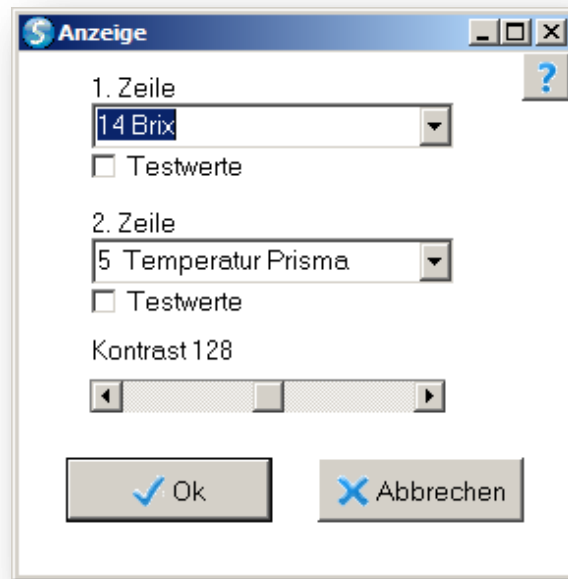 Anzeige
?
1. Zeile
14 Brix
Testwerte
2. Zeile
5 Temperatur Prisma
Testwerte
Kontrast 128
Ok
Abbrechen